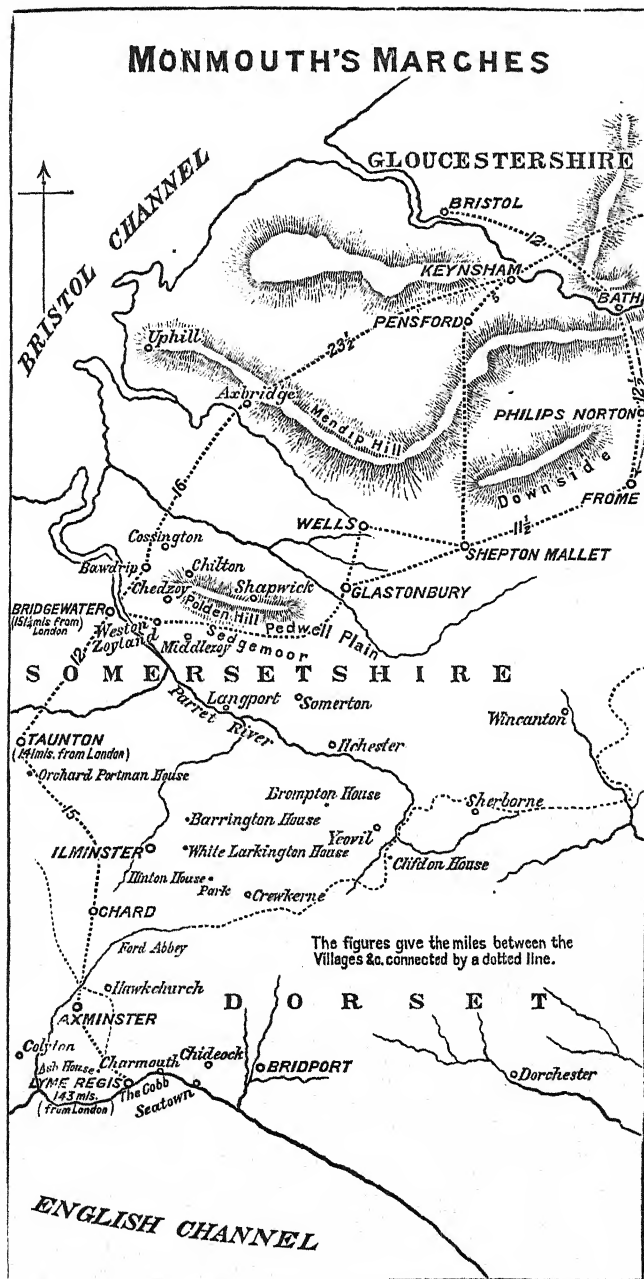 MONMOUTH'S MARCHES
GLOUCESTERSHIRE
BRISTOL CHANNEL
BRISTOL
12
KEYNSHAM
5
BATH
PENSFORD
23½
Uphill
Axbridge
Mendip Hill
PHILIPS NORTON
Downside
FROME
16
11½
WELLS
SHEPTON MALLET
Cossington
Bawdrip
Chilton
Chedzoy
Shapwick
GLASTONBURY
Polden Hill
BRIDGEWATER
(151½mls from)
London
Weston
Zoyland
Pedwell Plain
Sedgemoor
Middlezoy
12
SOMERSETSHIRE
Parret River
Langport
Somerton
Wincanton
TAUNTON
(141mls. from London)
Ilchester
Orchard Portman House
Brompton House
Sherborne
15
Barrington House
Yeovil
ILMINSTER
White Larkington House
Clifdon House
Hinton House
Park
Crewkerne
CHARD
Ford Abbey
The figures give the miles between the
Villages &c. connected by a dotted line.
Hawkchurch
DORSET
AXMINSTER
Colyton
Ash House
Charmouth
Chideock
BRIDPORT
Dorchester
LYME REGIS
143 mls.
(from London)
The Cobb
Seatown
ENGLISH CHANNEL